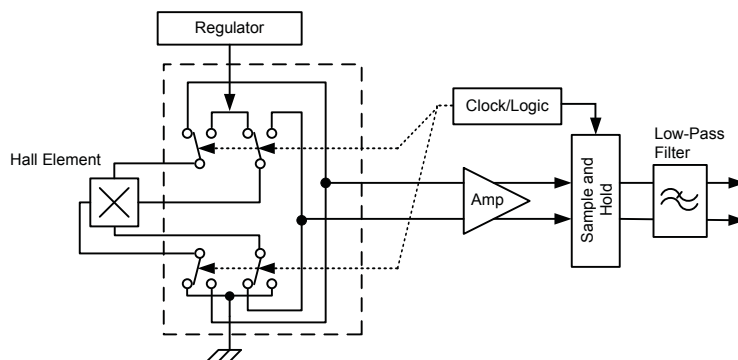 Regulator
Clock/Logic
Low-Pass
Filter
Hall Element
Amp
Sample and
Hold